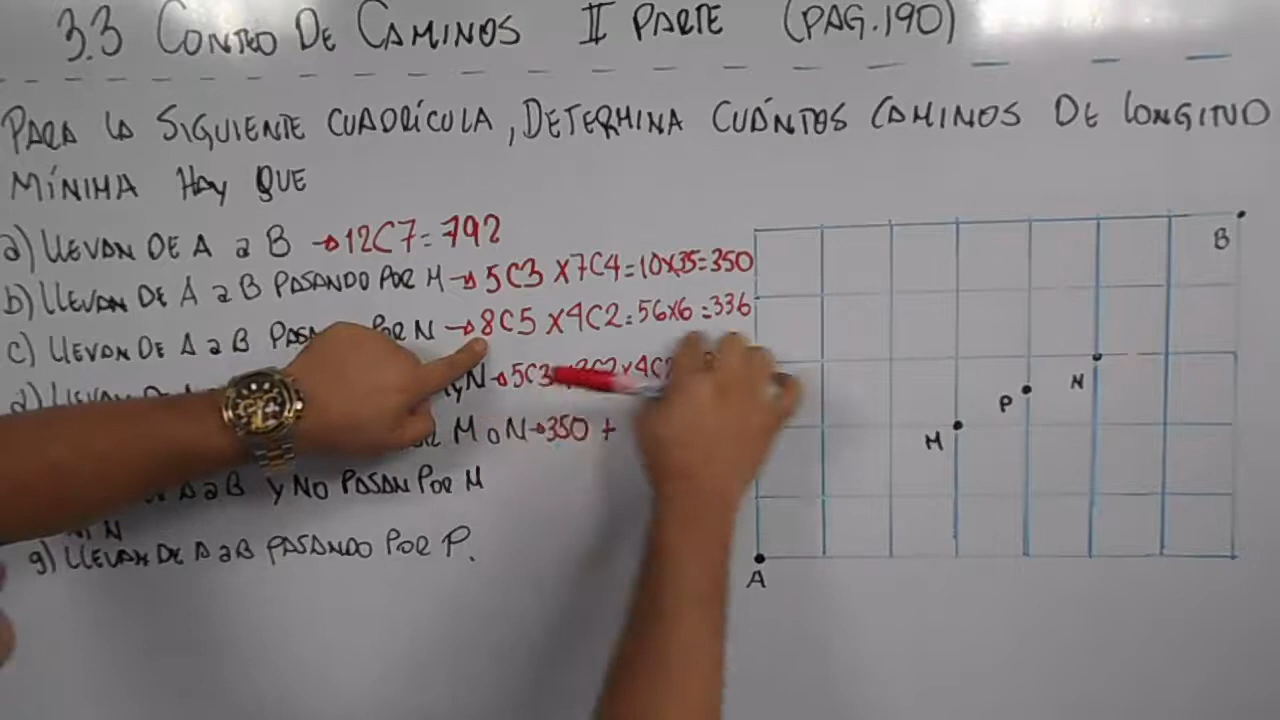 3.3 CONTEO DE CAMINOS II PARTE (PAG.190)
PARA LA SIGUIENTE CUADRÍCULA, DETERMINA CUÁNTOS CAMINOS DE LONGITUD
MÍNIMA HAY QUE
a) LLEVAN DE A a B → 12C7 = 792
b) LLEVAN DE A a B PASANDO POR M → 5C3 X 7C4 = 10X35 = 350
c) LLEVAN DE A a B POR N → 8C5 X 4C2 = 56X6 = 336
d) y N → 5C3 4C2
M o N → 350 +
A a B y NO PASAN POR M
N
g) LLEVAN DE A a B PASANDO POR P.
B
N
P
M
A